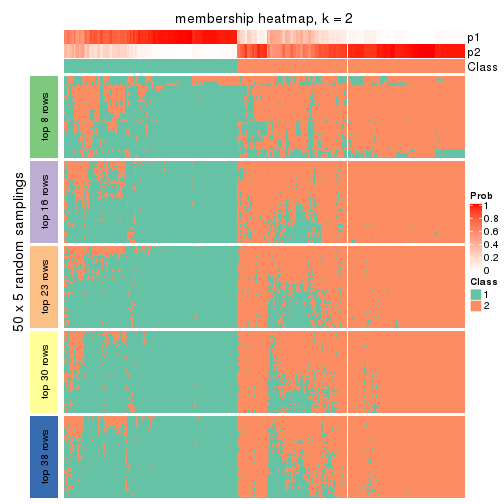 membership heatmap, k = 2
p1
p2
Class
50 x 5 random samplings
top 8 rows
top 16 rows
top 23 rows
top 30 rows
top 38 rows
Prob
1
0.8
0.6
0.4
0.2
0
Class
1
2